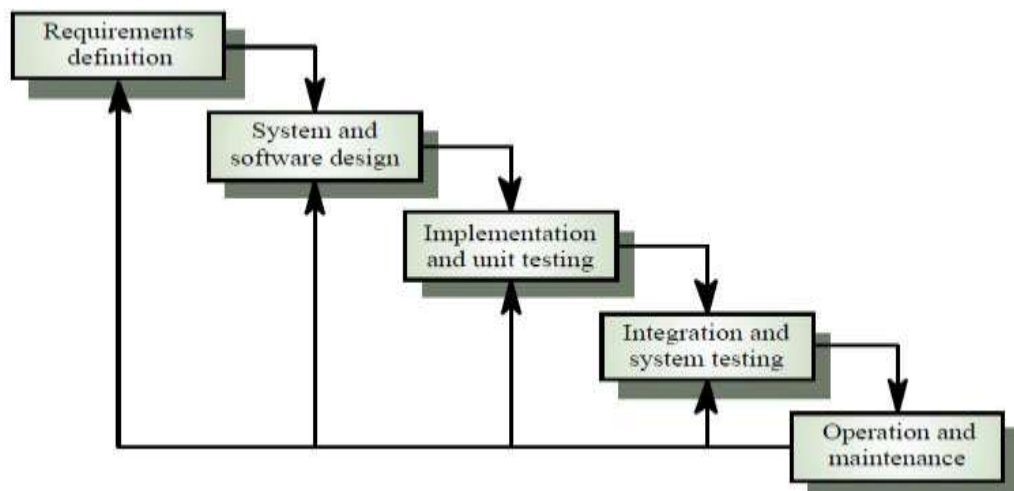 Requirements
definition
System and
software design
Implementation
and unit testing
Integration and
system testing
Operation and
maintenance